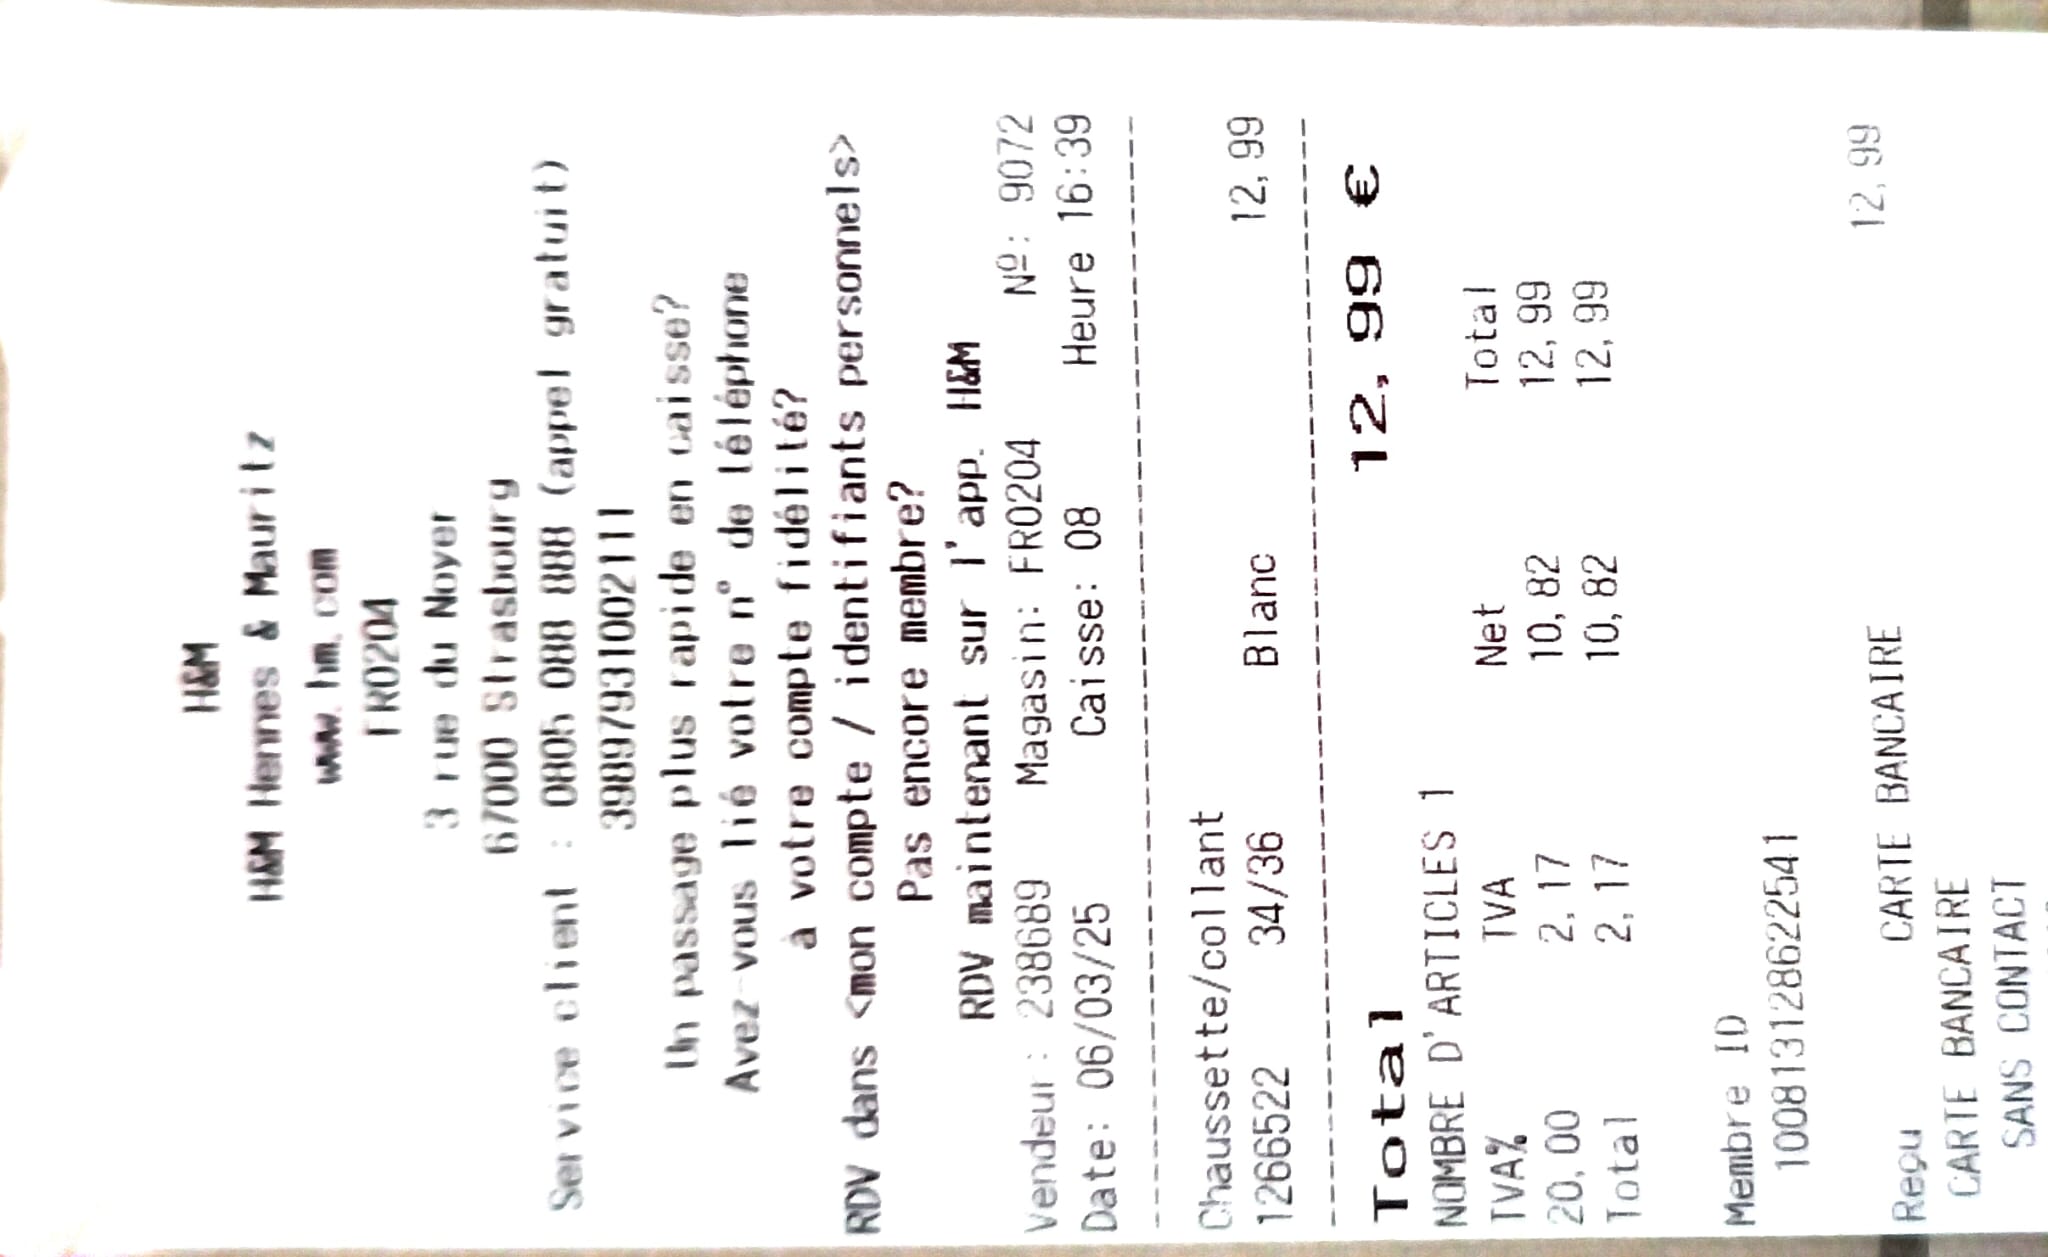 H&M
H&M Hennes & Mauritz
www.hm.com
FR0204
3 rue du Noyer
67000 Strasbourg
Service client : 0805 088 888 (appel gratuit)
39897931002111
Un passage plus rapide en caisse?
Avez-vous lié votre n° de téléphone
à votre compte fidélité?
RDV dans <mon compte / identifiants personnels>
Pas encore membre?
RDV maintenant sur l'app. H&M
Vendeur: 238689 Magasin: FR0204 Nº: 9072
Date: 06/03/25 Caisse: 08 Heure 16:39
Chaussette/collant
1266522 34/36 Blanc 12,99
Total 12,99 €
NOMBRE D'ARTICLES 1
TVA% TVA Net Total
20,00 2,17 10,82 12,99
Total 2,17 10,82 12,99
Membre ID
100813128622541
Reçu CARTE BANCAIRE 12,99
CARTE BANCAIRE
SANS CONTACT